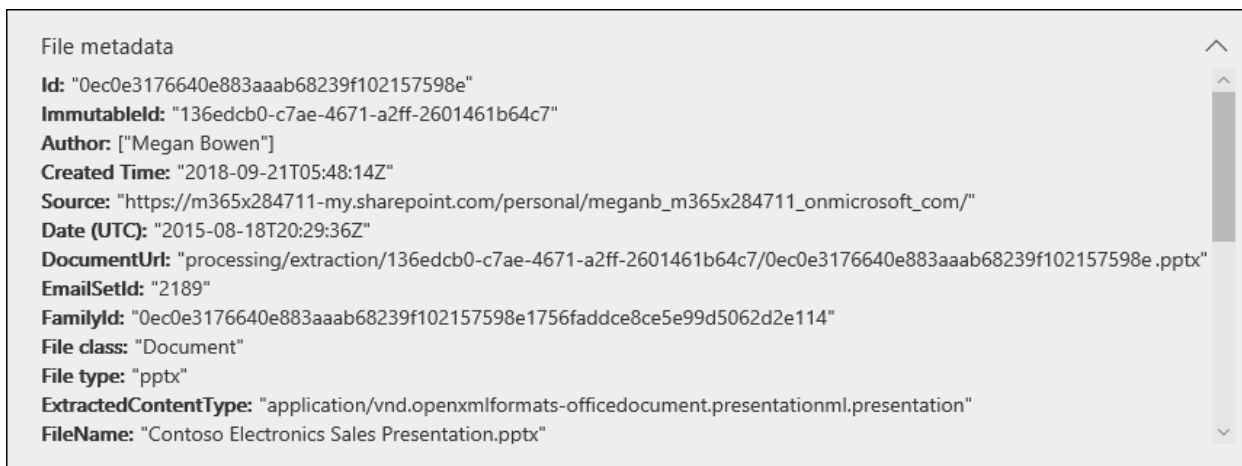 File metadata
Id: "0ec0e3176640e883aaab68239f102157598e"
ImmutableId: "136edcb0-c7ae-4671-a2ff-2601461b64c7"
Author: ["Megan Bowen"]
Created Time: "2018-09-21T05:48:14Z"
Source: "https://m365x284711-my.sharepoint.com/personal/meganb_m365x284711_onmicrosoft_com/"
Date (UTC): "2015-08-18T20:29:36Z"
DocumentUrl: "processing/extraction/136edcb0-c7ae-4671-a2ff-2601461b64c7/0ec0e3176640e883aaab68239f102157598e.pptx"
EmailSetId: "2189"
FamilyId: "0ec0e3176640e883aaab68239f102157598e1756faddce8ce5e99d5062d2e114"
File class: "Document"
File type: "pptx"
ExtractedContentType: "application/vnd.openxmlformats-officedocument.presentationml.presentation"
FileName: "Contoso Electronics Sales Presentation.pptx"